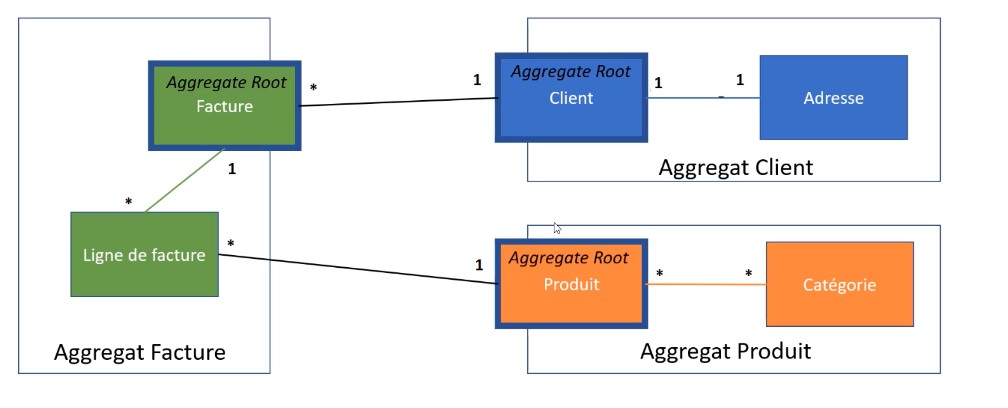 Aggregate Root
Facture
*
1
Aggregate Root
Client
1
1
Adresse
Aggregat Client
1
*
Ligne de facture
*
1
Aggregate Root
Produit
*
*
Catégorie
Aggregat Facture
Aggregat Produit